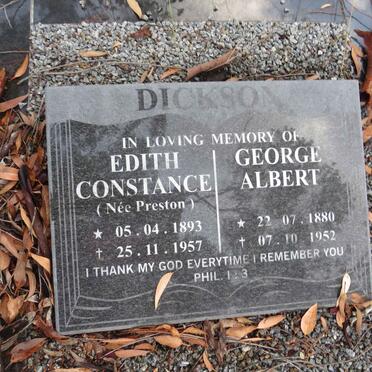 DICKSON
IN LOVING MEMORY OF
EDITH CONSTANCE
(Née Preston)
★ 05.04.1893
† 25.11.1957
GEORGE ALBERT
★ 22.07.1880
† 07.10.1952
I THANK MY GOD EVERYTIME I REMEMBER YOU
PHIL. 1:3